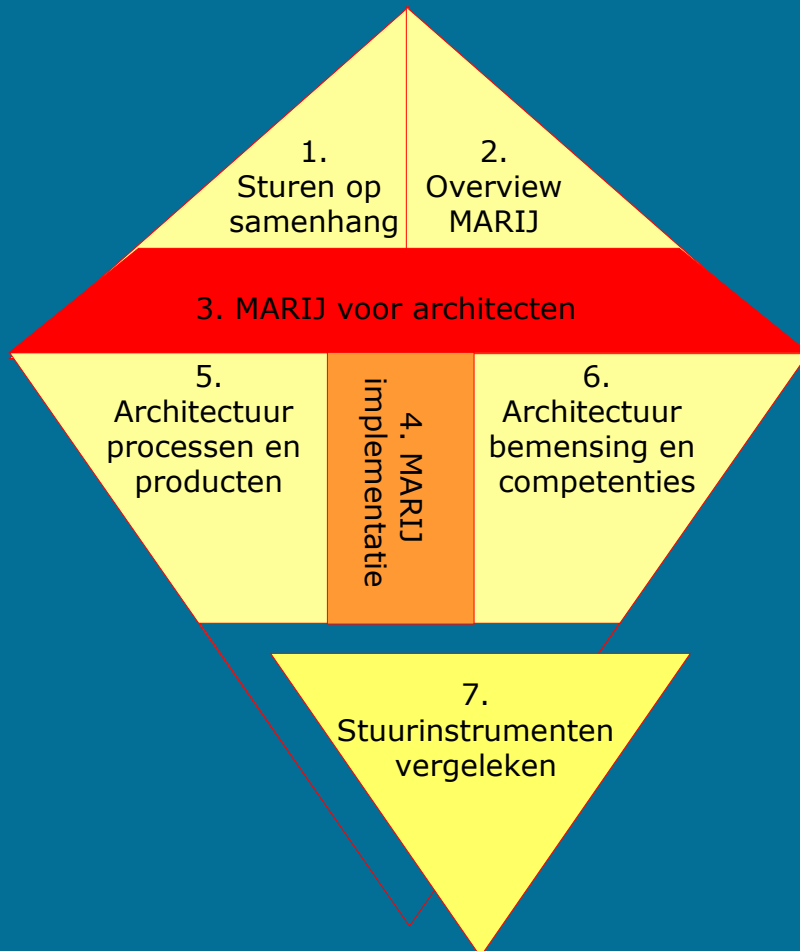 1.
Sturen op
samenhang
2.
Overview
MARIJ
3. MARIJ voor architecten
4. MARIJ
implementatie
5.
Architectuur
processen en
producten
6.
Architectuur
bemensing en
competenties
7.
Stuurinstrumenten
vergeleken